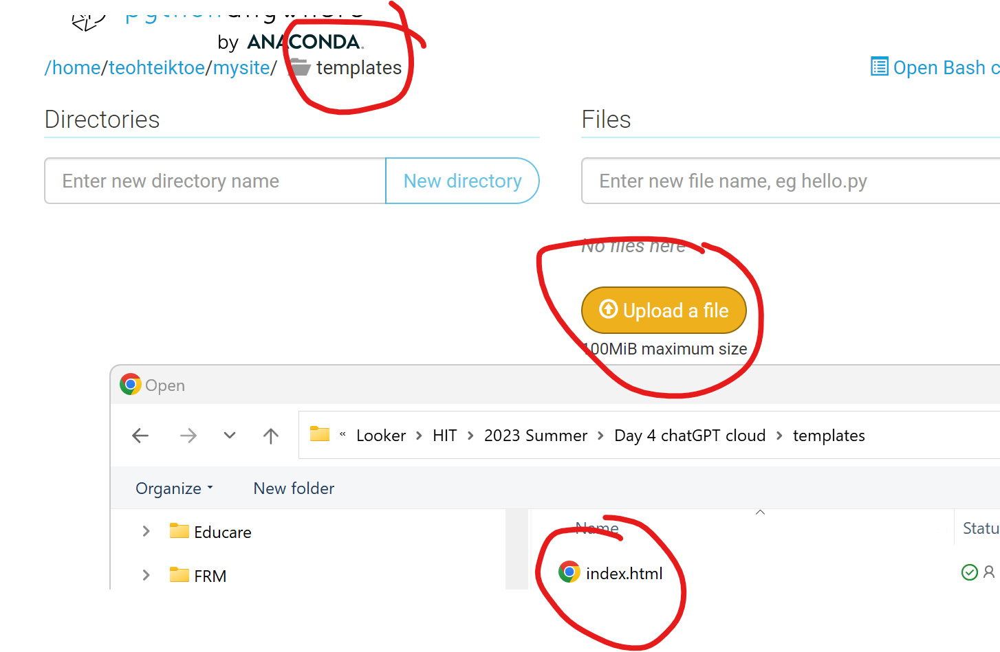 pythonanywhere
by ANACONDA.
/home/teohteiktoe/mysite/ templates
Open Bash c
Directories
Files
Enter new directory name
New directory
Enter new file name, eg hello.py
No files here
Upload a file
100MiB maximum size
Open
« Looker > HIT > 2023 Summer > Day 4 chatGPT cloud > templates
Organize
New folder
Name
Statu
Educare
index.html
FRM